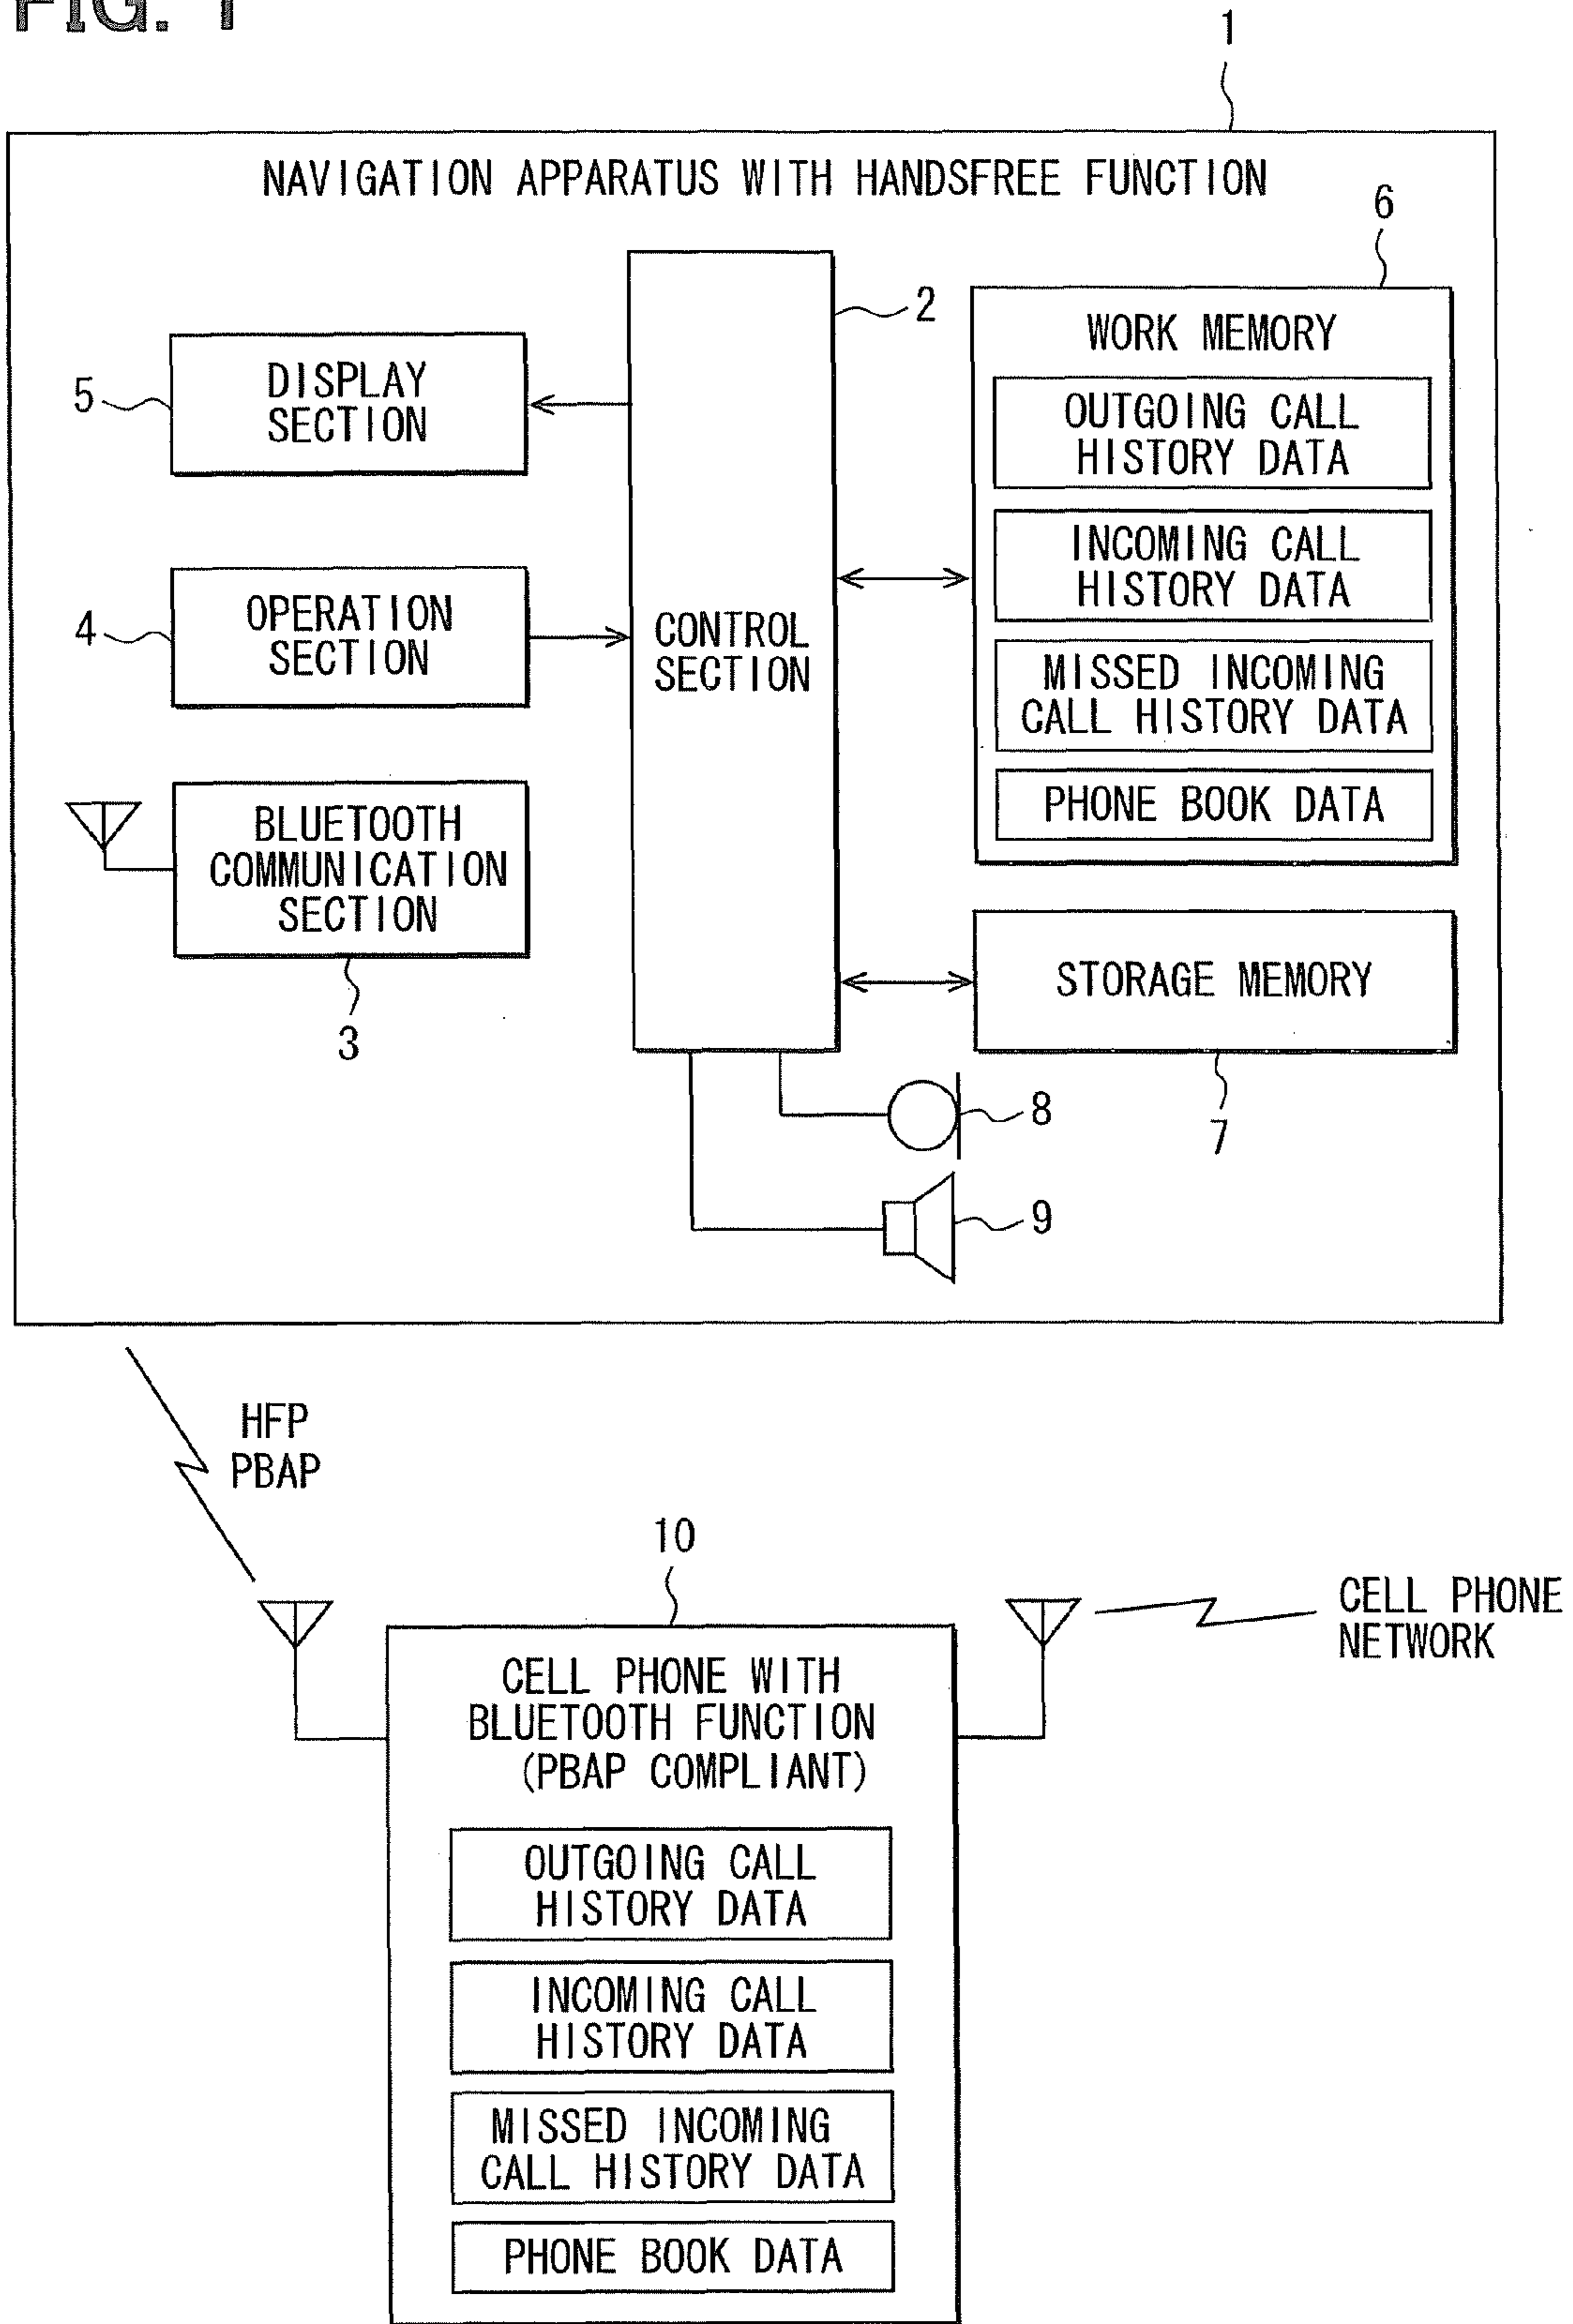 FIG. 1
1
NAVIGATION APPARATUS WITH HANDSFREE FUNCTION
6
2
WORK MEMORY
5
DISPLAY
SECTION
OUTGOING CALL
HISTORY DATA
INCOMING CALL
HISTORY DATA
4
OPERATION
SECTION
CONTROL
SECTION
MISSED INCOMING
CALL HISTORY DATA
PHONE BOOK DATA
BLUETOOTH
COMMUNICATION
SECTION
3
STORAGE MEMORY
7
8
9
HFP
PBAP
10
CELL PHONE
NETWORK
CELL PHONE WITH
BLUETOOTH FUNCTION
(PBAP COMPLIANT)
OUTGOING CALL
HISTORY DATA
INCOMING CALL
HISTORY DATA
MISSED INCOMING
CALL HISTORY DATA
PHONE BOOK DATA